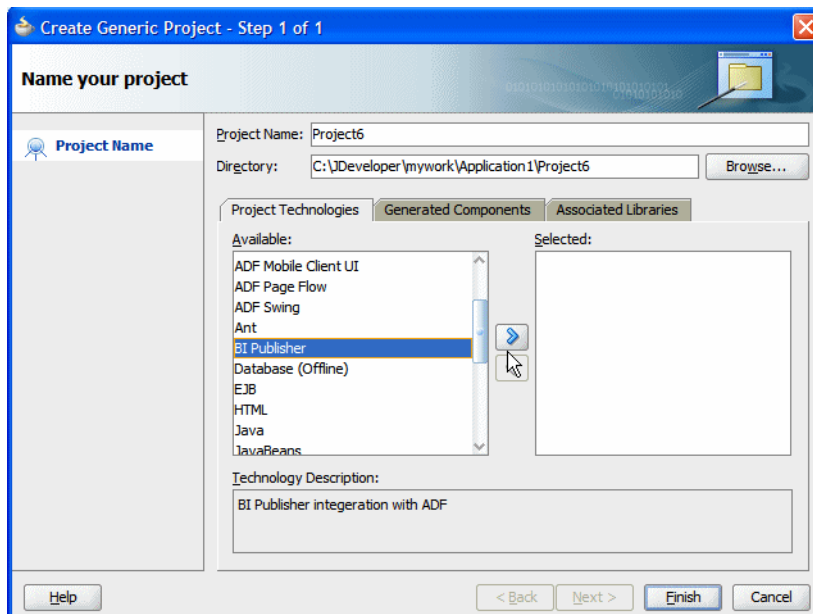 Create Generic Project - Step 1 of 1
Name your project
Project Name
Project Name: Project6
Directory: C:\JDeveloper\mywork\Application1\Project6 Browse...
Project Technologies Generated Components Associated Libraries
Available: Selected:
ADF Mobile Client UI
ADF Page Flow
ADF Swing
Ant
BI Publisher
Database (Offline)
EJB
HTML
Java
JavaBeans
Technology Description:
BI Publisher integeration with ADF
Help < Back Next > Finish Cancel